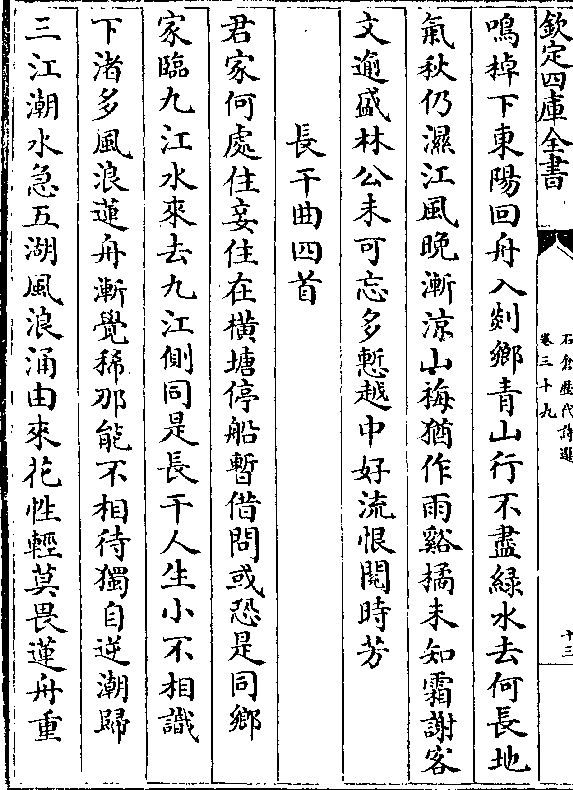 欽定四庫全書
石倉歷代詩選
卷三十九
十三
鳴棹下東陽回舟入剡鄉青山行不盡緑水去何長地
氣秋仍濕江風晚漸凉山梅猶作雨谿橘未知霜謝客
文逾盛林公未可忘多慙越中好流恨閱時芳
長干曲四首
君家何處住妾住在橫塘停船暫借問或恐是同鄉
家臨九江水來去九江側同是長干人生小不相識
下渚多風浪蓮舟漸覺稀那能不相待獨自逆潮歸
三江潮水急五湖風浪涌由來花性輕莫畏蓮舟重